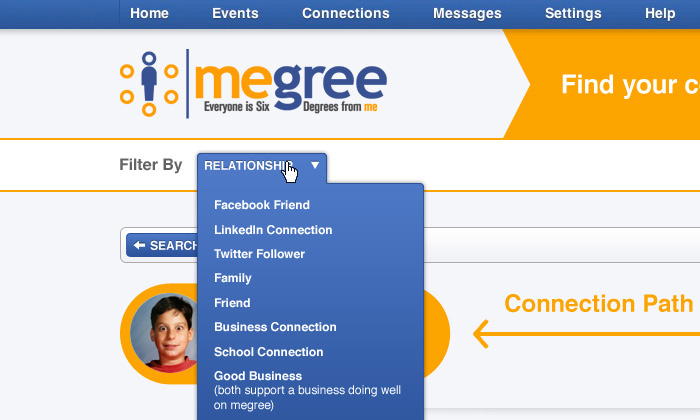 Home Events Connections Messages Settings Help
megree
Everyone is Six Degrees from me
Find your c
Filter By RELATIONSHIP
Facebook Friend
LinkedIn Connection
Twitter Follower
Family
Friend
Business Connection
School Connection
Good Business
(both support a business doing well
on megree)
SEARCH
Connection Path